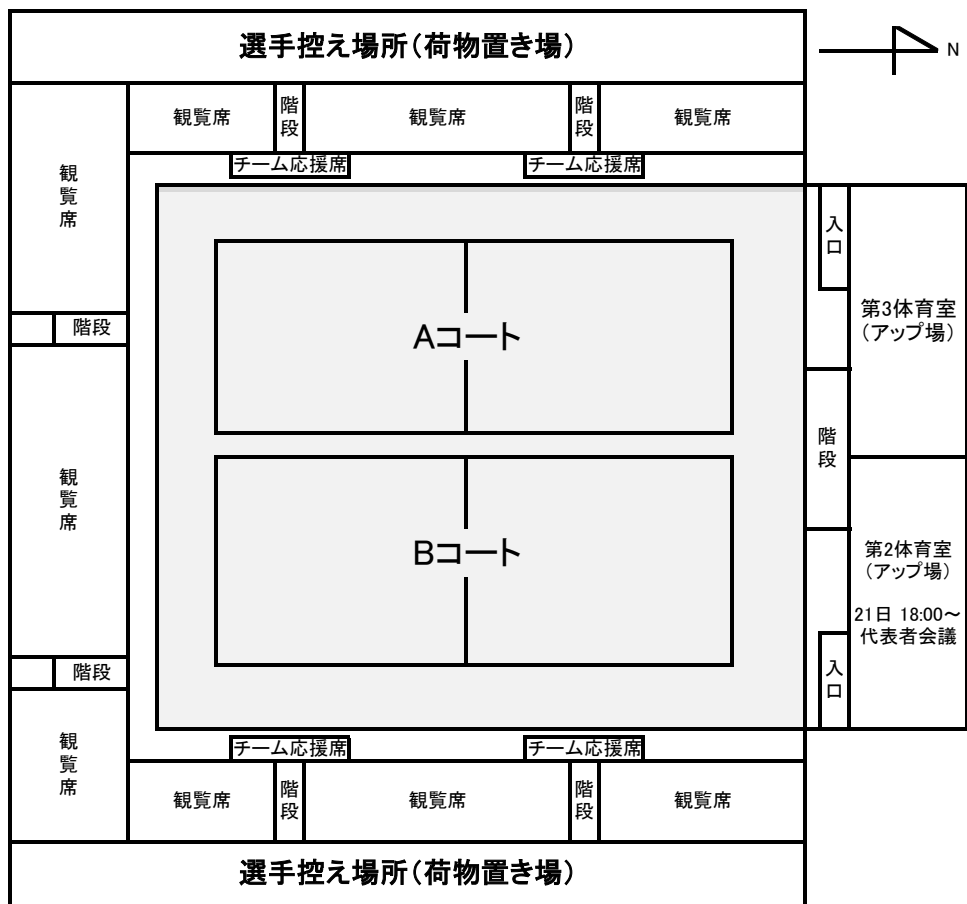 選手控え場所（荷物置き場）
N
観覧席
階段
観覧席
階段
観覧席
チーム応援席
チーム応援席
観覧席
入口
第3体育室
（アップ場）
階段
Aコート
観覧席
階段
Bコート
第2体育室
（アップ場）
21日 18:00～
代表者会議
階段
入口
観覧席
チーム応援席
チーム応援席
観覧席
階段
観覧席
階段
観覧席
選手控え場所（荷物置き場）